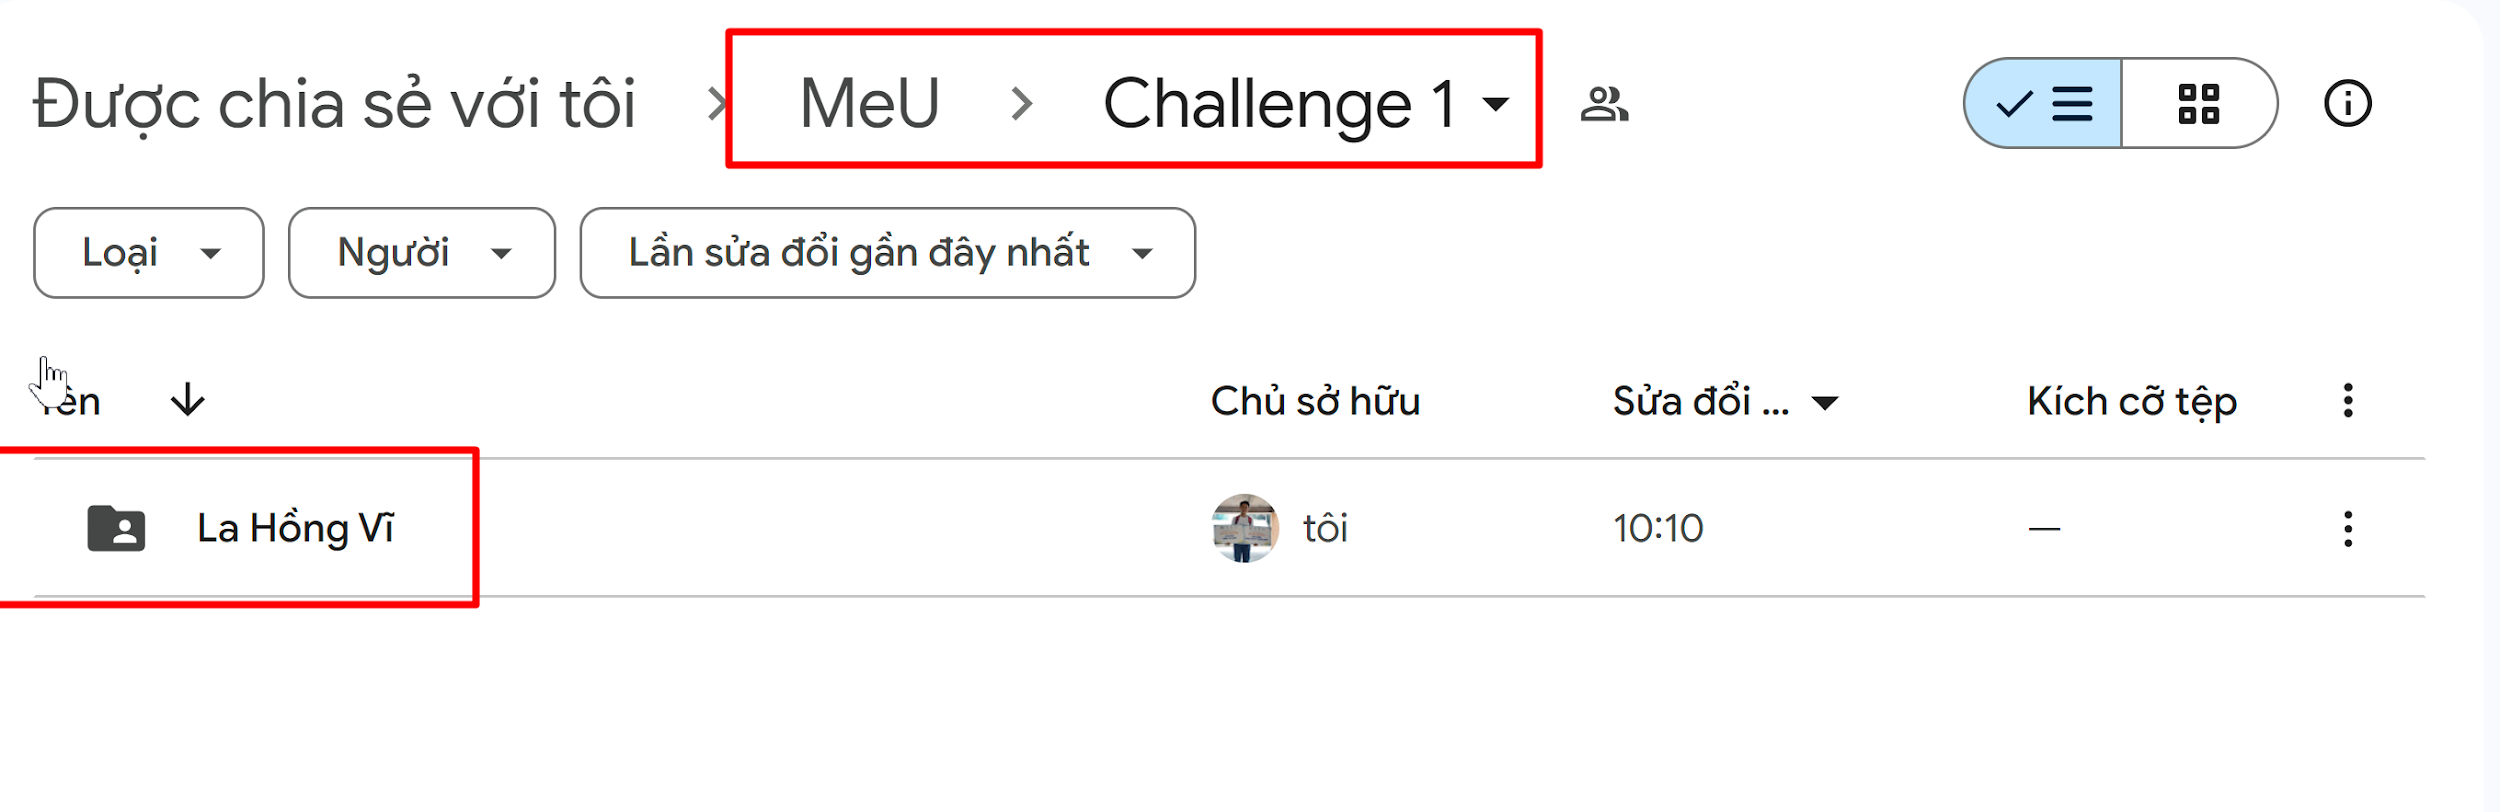 Được chia sẻ với tôi > MeU > Challenge 1
Loại Người Lần sửa đổi gần đây nhất
Chủ sở hữu Sửa đổi ... Kích cỡ tệp
La Hồng Vĩ tôi 10:10 —